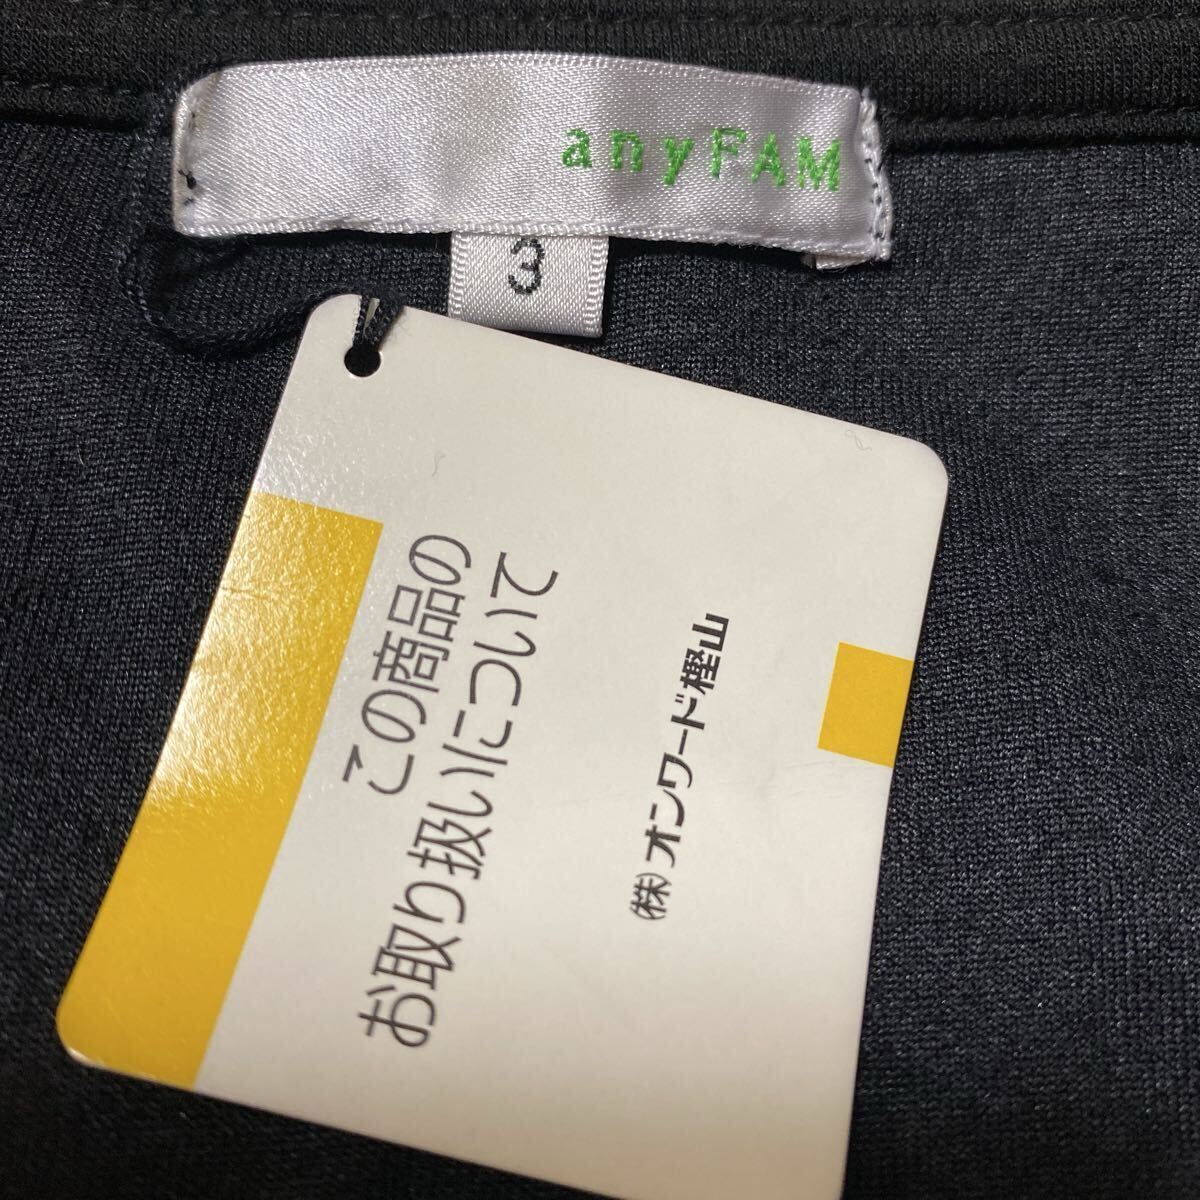 anyFAM
3
この商品の
お取り扱いについて
㈱オンワード樫山